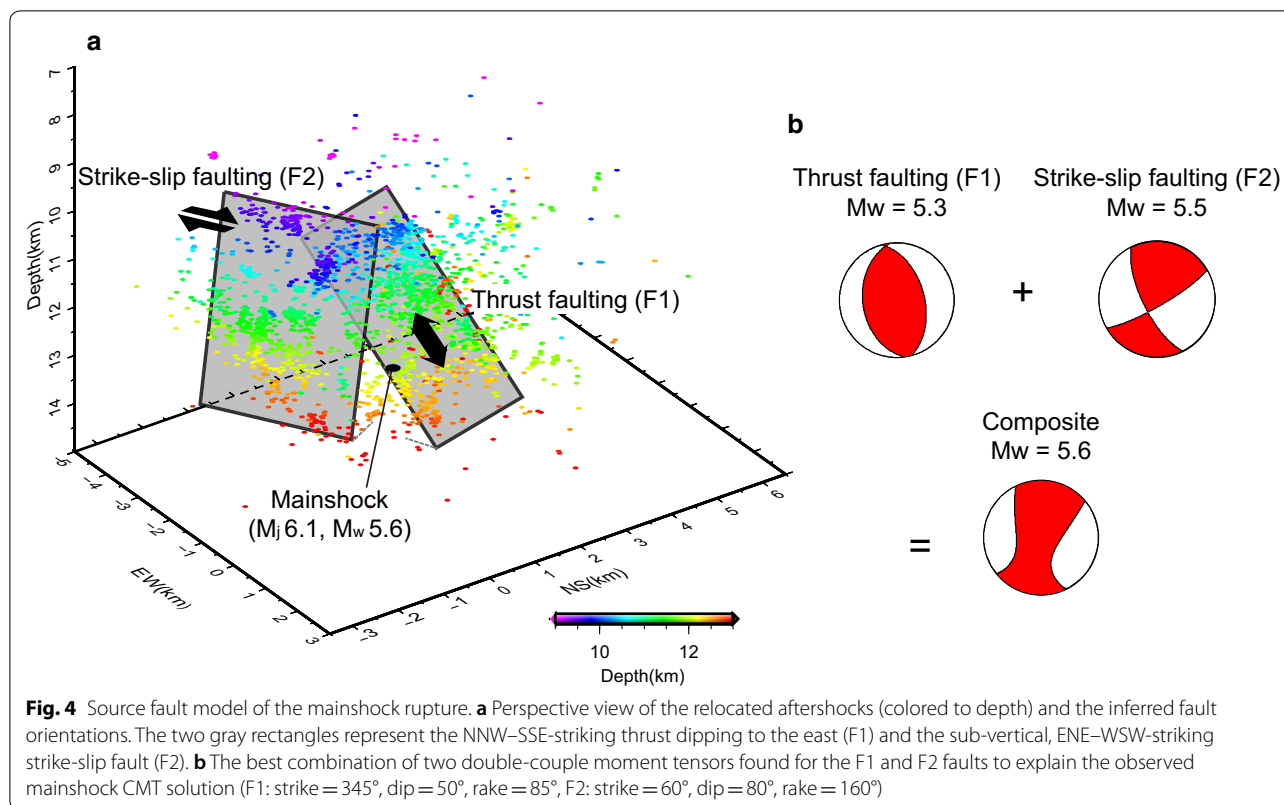 a
7
8
9
10
11
12
13
14
Depth(km)
Strike-slip faulting (F2)
Thrust faulting (F1)
Mainshock
(Mj 6.1, Mw 5.6)
-5
-4
-3
-2
-1
0
1
2
3
EW(km)
-3
-2
-1
0
1
2
3
4
5
6
NS(km)
10 12
Depth(km)
b
Thrust faulting (F1)
Mw = 5.3
+
Strike-slip faulting (F2)
Mw = 5.5
=
Composite
Mw = 5.6
Fig. 4 Source fault model of the mainshock rupture. a Perspective view of the relocated aftershocks (colored to depth) and the inferred fault
orientations. The two gray rectangles represent the NNW–SSE-striking thrust dipping to the east (F1) and the sub-vertical, ENE–WSW-striking
strike-slip fault (F2). b The best combination of two double-couple moment tensors found for the F1 and F2 faults to explain the observed
mainshock CMT solution (F1: strike = 345°, dip = 50°, rake = 85°, F2: strike = 60°, dip = 80°, rake = 160°)